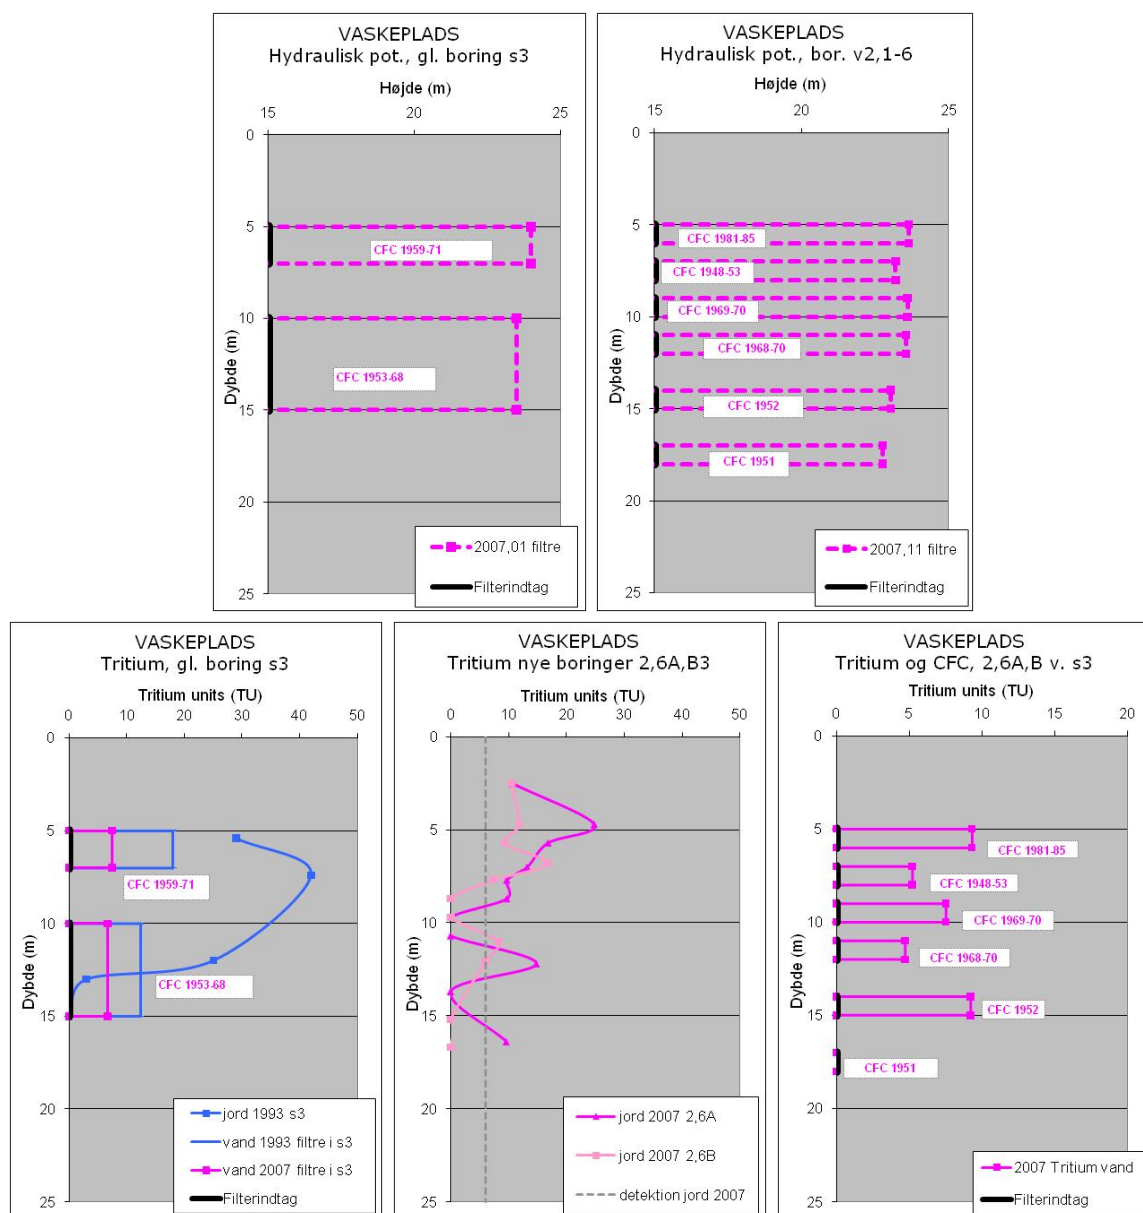 VASKEPLADS
Hydraulisk pot., gl. boring s3
Højde (m)
15 20 25
0
5
10
15
20
25
Dybde (m)
CFC 1959-71
CFC 1953-68
2007,01 filtre
Filterindtag
VASKEPLADS
Hydraulisk pot., bor. v2,1-6
Højde (m)
15 20 25
0
5
10
15
20
25
Dybde (m)
CFC 1981-85
CFC 1948-53
CFC 1969-70
CFC 1968-70
CFC 1952
CFC 1951
2007,11 filtre
Filterindtag
VASKEPLADS
Tritium, gl. boring s3
Tritium units (TU)
0 10 20 30 40 50
0
5
10
15
20
25
Dybde (m)
CFC 1959-71
CFC 1953-68
jord 1993 s3
vand 1993 filtre i s3
vand 2007 filtre i s3
Filterindtag
VASKEPLADS
Tritium nye boringer 2,6A,B3
Tritium units (TU)
0 10 20 30 40 50
0
5
10
15
20
25
Dybde (m)
jord 2007 2,6A
jord 2007 2,6B
detektion jord 2007
VASKEPLADS
Tritium og CFC, 2,6A,B v. s3
Tritium units (TU)
0 5 10 15 20
0
5
10
15
20
25
Dybde (m)
CFC 1981-85
CFC 1948-53
CFC 1969-70
CFC 1968-70
CFC 1952
CFC 1951
2007 Tritium vand
Filterindtag